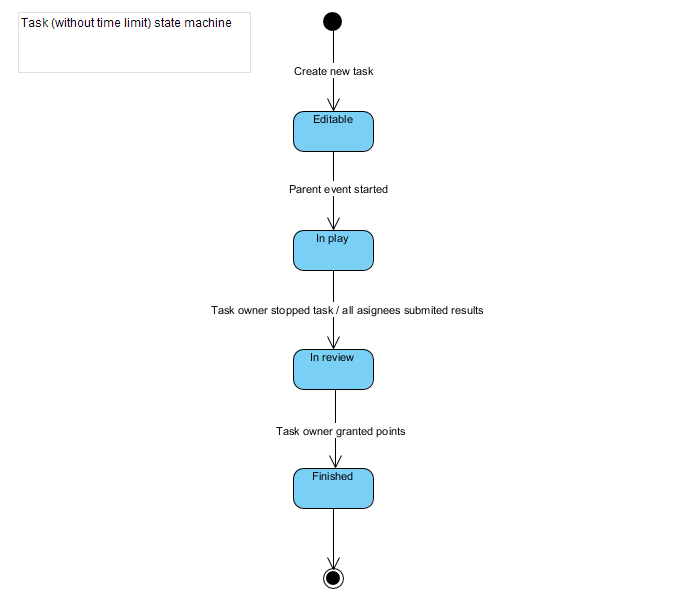 Task (without time limit) state machine
Create new task
Editable
Parent event started
In play
Task owner stopped task / all asignees submited results
In review
Task owner granted points
Finished